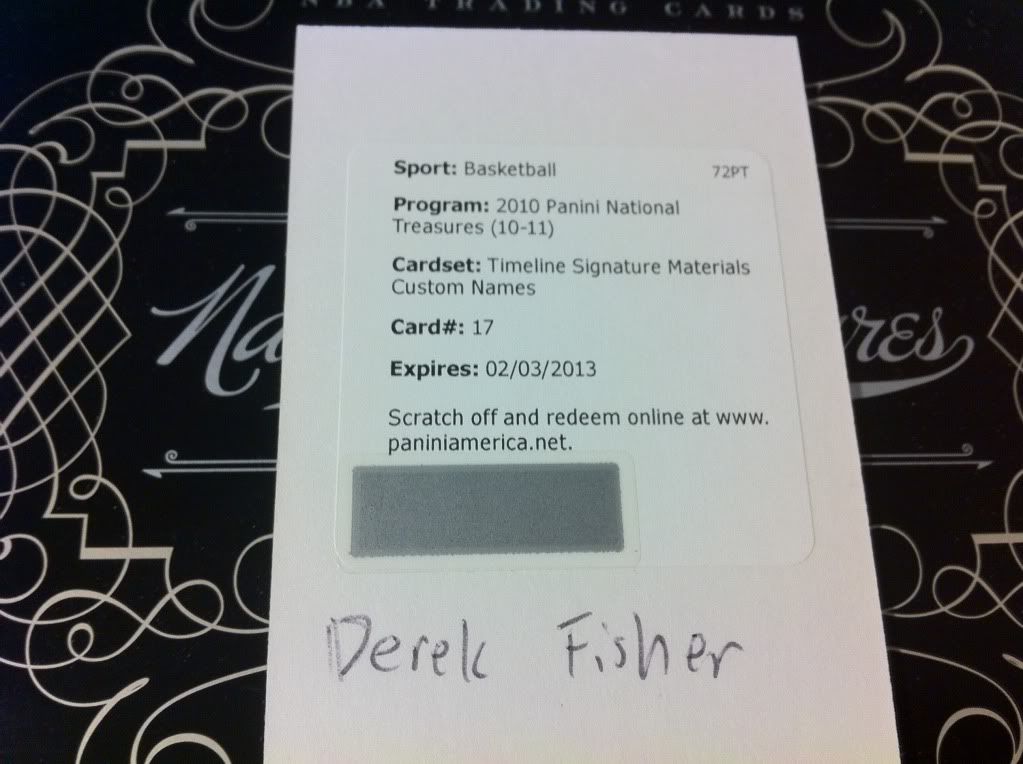 NBA TRADING CARDS
Sport: Basketball 72PT
Program: 2010 Panini National
Treasures (10-11)
Cardset: Timeline Signature Materials
Custom Names
Card#: 17
Expires: 02/03/2013
Scratch off and redeem online at www.
paniniamerica.net.
Derek Fisher